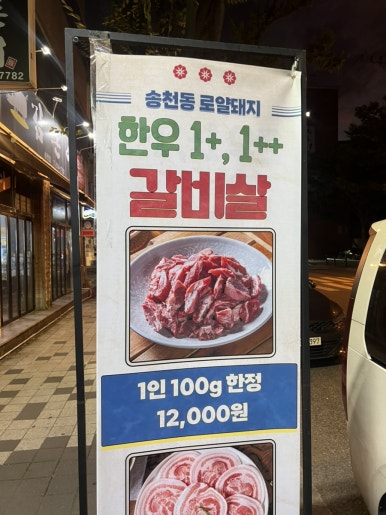 송천동 로얄돼지
한우 1+, 1++
갈비살
1인 100g 한정
12,000원
7782